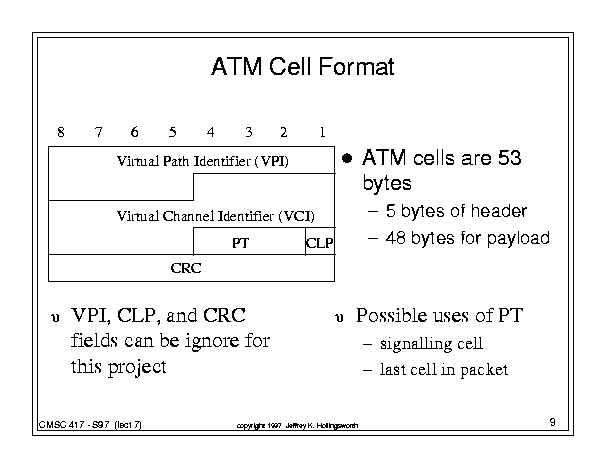 ATM Cell Format
8 7 6 5 4 3 2 1
Virtual Path Identifier (VPI)
Virtual Channel Identifier (VCI)
PT CLP
CRC
● ATM cells are 53
bytes
– 5 bytes of header
– 48 bytes for payload
υ VPI, CLP, and CRC
fields can be ignore for
this project
υ Possible uses of PT
– signalling cell
– last cell in packet
CMSC 417 - S97 (lect 7)
copyright 1997 Jeffrey K. Hollingsworth
9